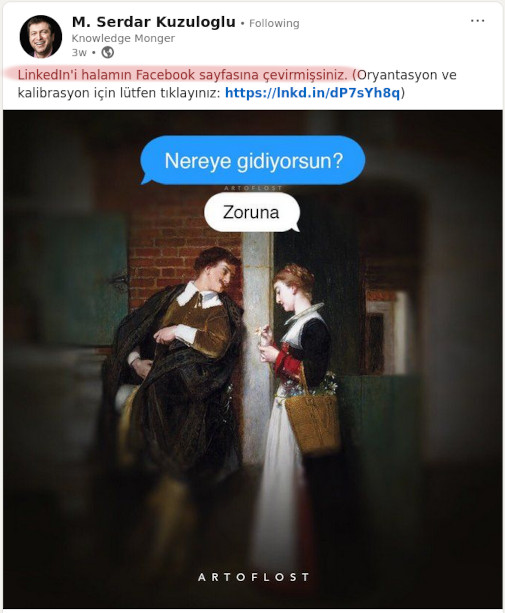 M. Serdar Kuzuloglu • Following
Knowledge Monger
3w •
LinkedIn'i halamın Facebook sayfasına çevirmişsiniz. (Oryantasyon ve
kalibrasyon için lütfen tıklayınız: https://lnkd.in/dP7sYh8q)
Nereye gidiyorsun?
ARTOFLOST
Zoruna
ARTOFLOST